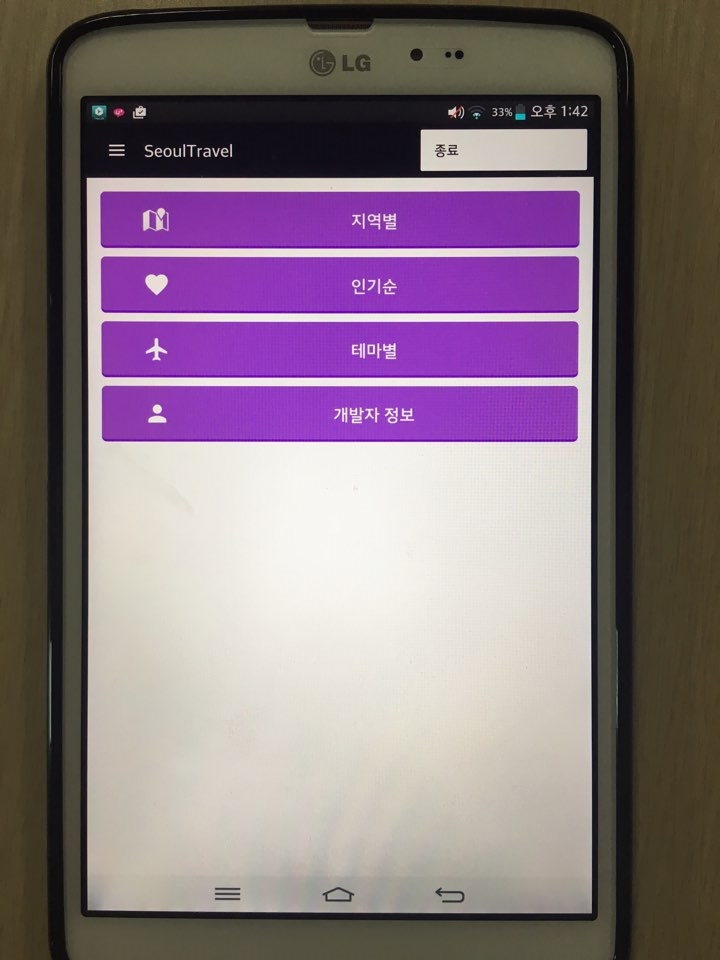 LG
33% 오후 1:42
SeoulTravel
종료
지역별
인기순
테마별
개발자 정보